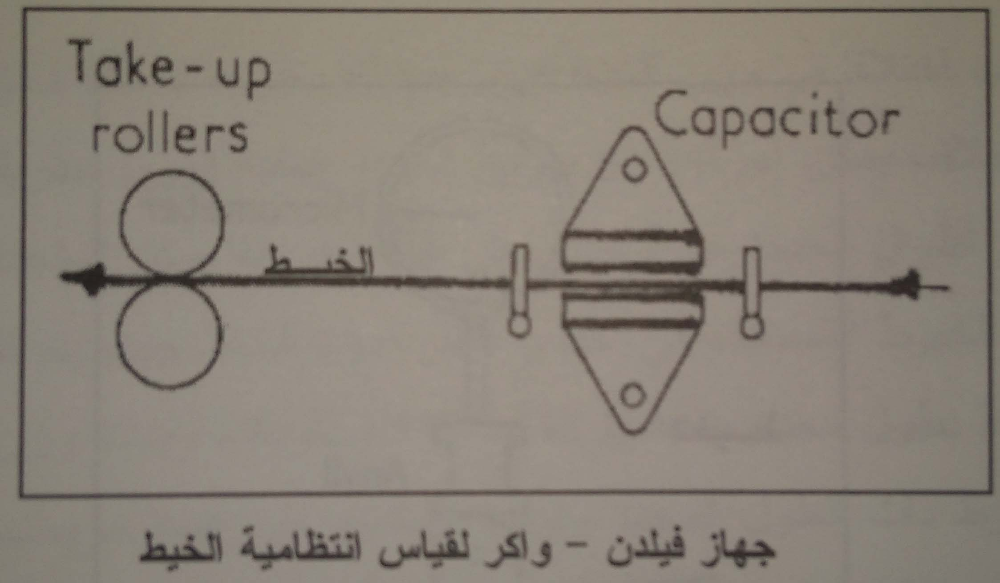 Take-up
rollers
Capacitor
الخيط
جهاز فيلدن - واكر لقياس انتظامية الخيط